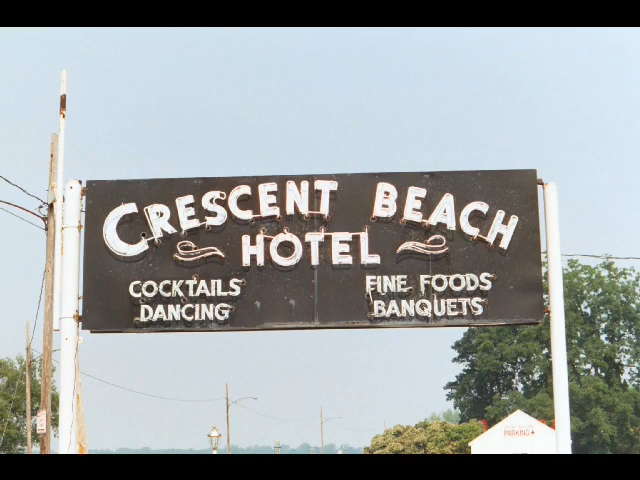 CRESCENT BEACH
HOTEL
COCKTAILS
DANCING
FINE FOODS
BANQUETS
PARKING